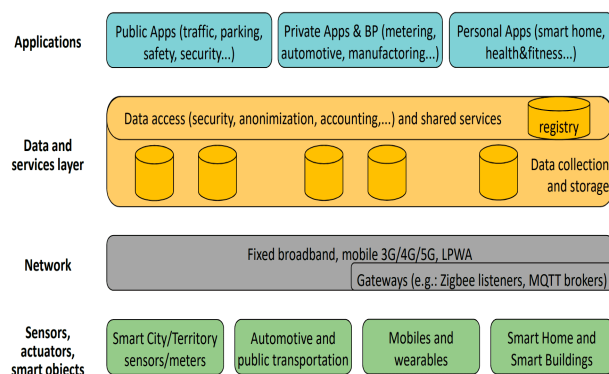 Applications
Public Apps (traffic, parking,
safety, security...)
Private Apps & BP (metering,
automotive, manufactoring...)
Personal Apps (smart home,
health&fitness...)
Data and
services layer
Data access (security, anonimization, accounting,...) and shared services
registry
Data collection
and storage
Network
Fixed broadband, mobile 3G/4G/5G, LPWA
Gateways (e.g.: Zigbee listeners, MQTT brokers)
Sensors,
actuators,
smart objects
Smart City/Territory
sensors/meters
Automotive and
public transportation
Mobiles and
wearables
Smart Home and
Smart Buildings